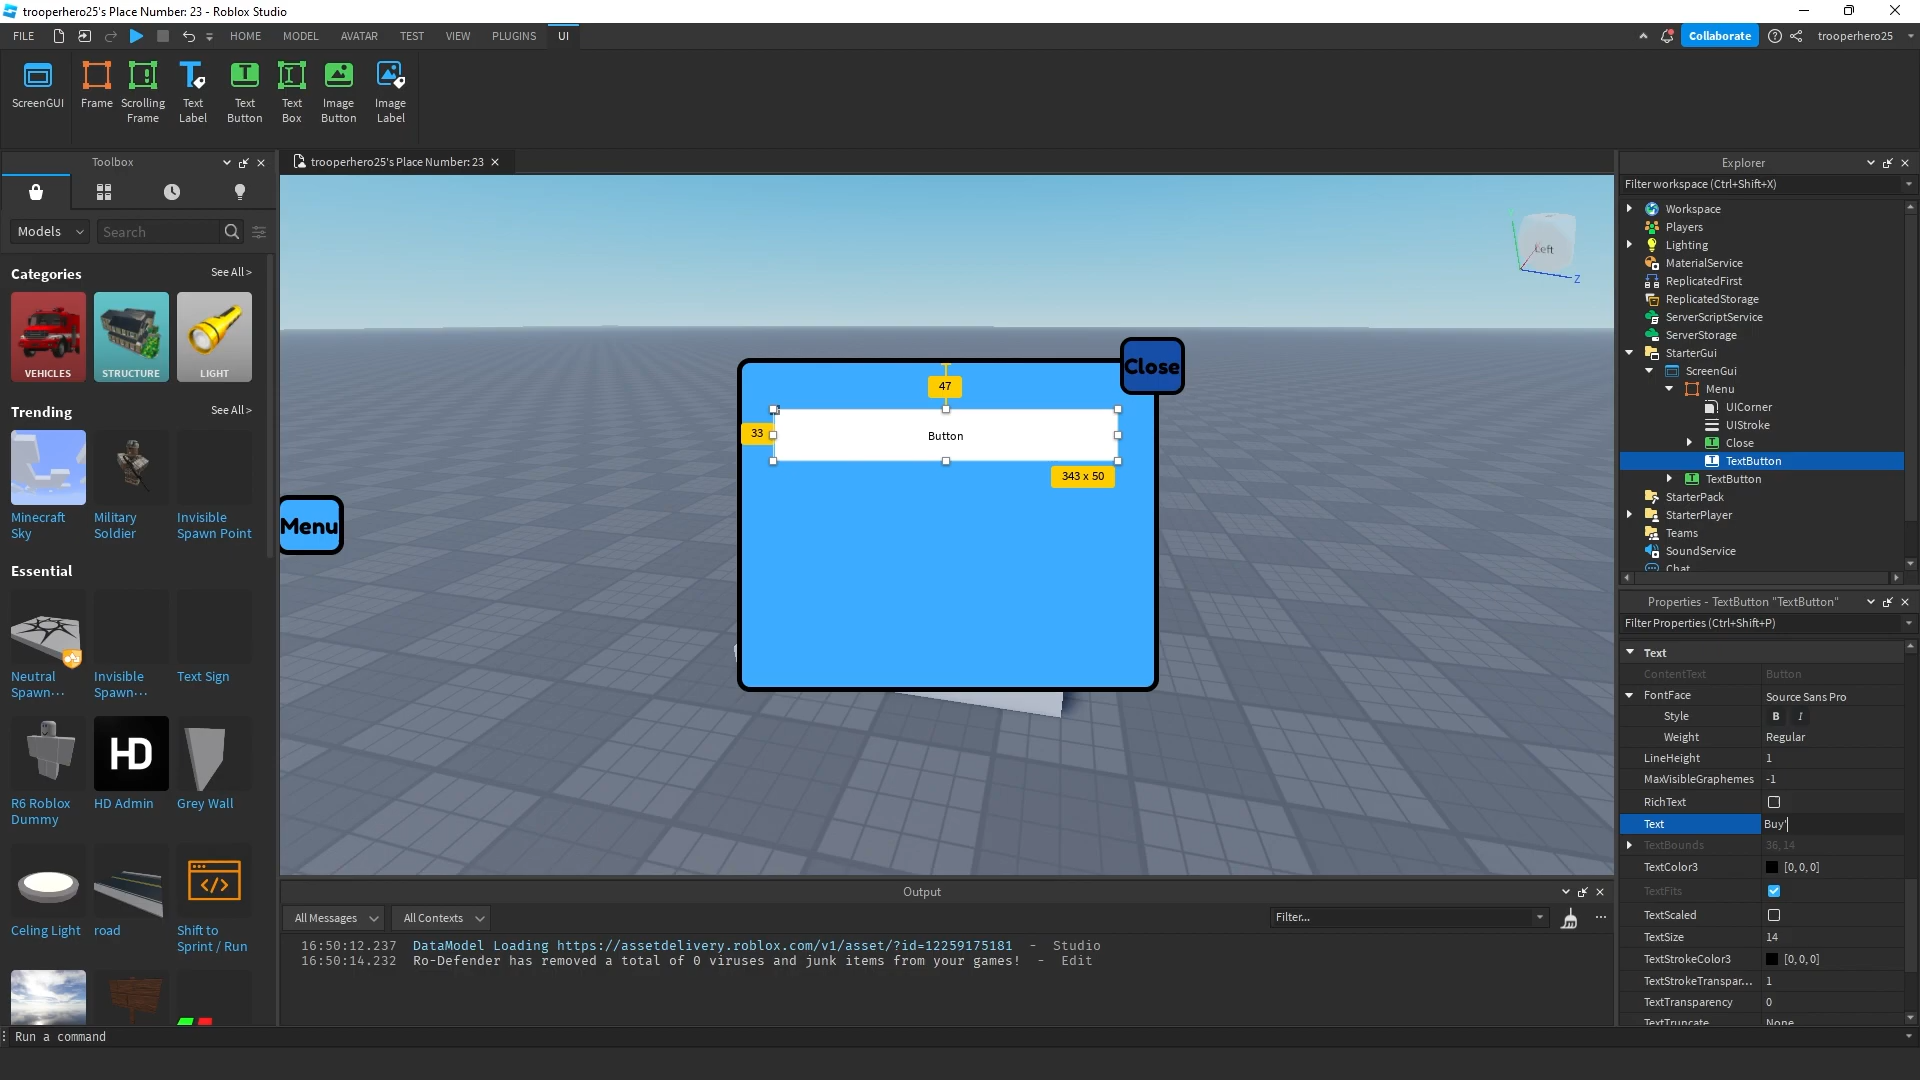 trooperhero25's Place Number: 23 - Roblox Studio
FILE
HOME
MODEL
AVATAR
TEST
VIEW
PLUGINS
UI
Collaborate
trooperhero25
ScreenGUI
Frame
Scrolling
Frame
Text
Label
Text
Button
Text
Box
Image
Button
Image
Label
Toolbox
trooperhero25's Place Number: 23
Models
Search
Categories
See All >
VEHICLES
STRUCTURE
LIGHT
Trending
See All >
Minecraft
Sky
Military
Soldier
Invisible
Spawn Point
Essential
Neutral
Spawn···
Invisible
Spawn···
Text Sign
HD
R6 Roblox
Dummy
HD Admin
Grey Wall
Celing Light
road
Shift to
Sprint / Run
Left
Z
Close
47
33
Button
343 x 50
Menu
Output
All Messages
All Contexts
Filter...
16:50:12.237 DataModel Loading https://assetdelivery.roblox.com/v1/asset/?id=12259175181 - Studio
16:50:14.232 Ro-Defender has removed a total of 0 viruses and junk items from your games! - Edit
Run a command
Explorer
Filter workspace (Ctrl+Shift+X)
Workspace
Players
Lighting
MaterialService
ReplicatedFirst
ReplicatedStorage
ServerScriptService
ServerStorage
StarterGui
ScreenGui
Menu
UICorner
UIStroke
Close
TextButton
TextButton
StarterPack
StarterPlayer
Teams
SoundService
Chat
Properties - TextButton "TextButton"
Filter Properties (Ctrl+Shift+P)
Text
ContentText Button
FontFace Source Sans Pro
Style B I
Weight Regular
LineHeight 1
MaxVisibleGraphemes -1
RichText
Text Buy'
TextBounds 36, 14
TextColor3 [0, 0, 0]
TextFits
TextScaled
TextSize 14
TextStrokeColor3 [0, 0, 0]
TextStrokeTranspar... 1
TextTransparency 0
TextTruncate None